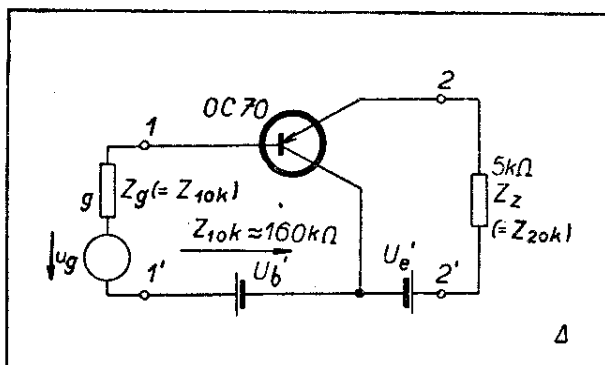 OC70
1
2
g
Zg (= Z10k)
5kΩ
Zz
(= Z20k)
Z10k ≈ 160kΩ
ug
1'
Ub'
Ue'
2'
Δ